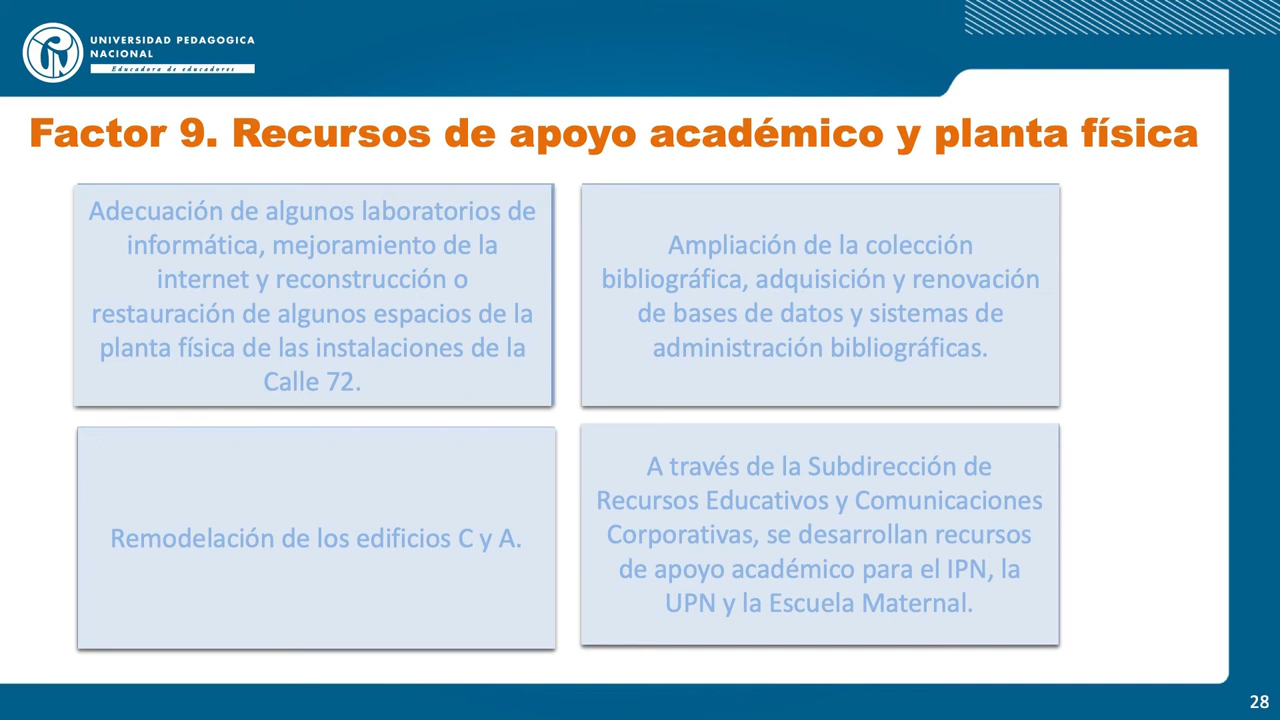 UNIVERSIDAD PEDAGOGICA
NACIONAL
Educadora de educadores
Factor 9. Recursos de apoyo académico y planta física
Adecuación de algunos laboratorios de
informática, mejoramiento de la
internet y reconstrucción o
restauración de algunos espacios de la
planta física de las instalaciones de la
Calle 72.
Ampliación de la colección
bibliográfica, adquisición y renovación
de bases de datos y sistemas de
administración bibliográficas.
Remodelación de los edificios C y A.
A través de la Subdirección de
Recursos Educativos y Comunicaciones
Corporativas, se desarrollan recursos
de apoyo académico para el IPN, la
UPN y la Escuela Maternal.
28